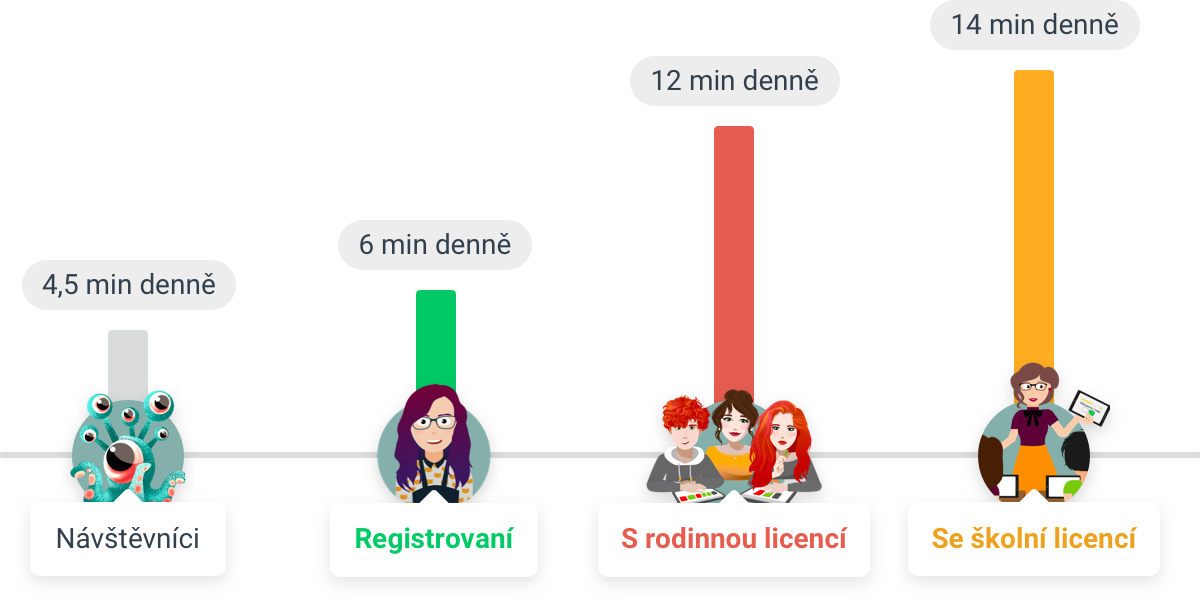 14 min denně
12 min denně
6 min denně
4,5 min denně
Návštěvníci
Registrovaní
S rodinnou licencí
Se školní licencí